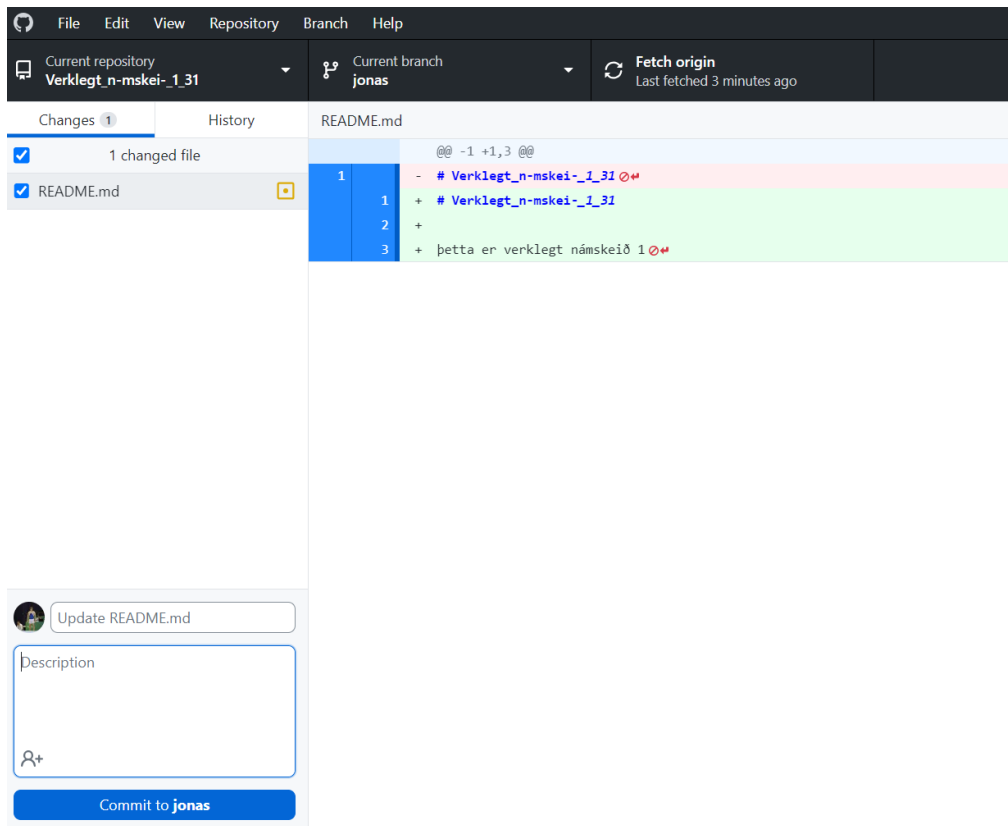 File Edit View Repository Branch Help
Current repository
Verklegt_n-mskei-_1_31
Current branch
jonas
Fetch origin
Last fetched 3 minutes ago
Changes 1 History
1 changed file
README.md
README.md
@@ -1 +1,3 @@
1 - # Verklegt_n-mskei-_1_31
1 + # Verklegt_n-mskei-_1_31
2 +
3 + þetta er verklegt námskeið 1
Update README.md
Description
Commit to jonas